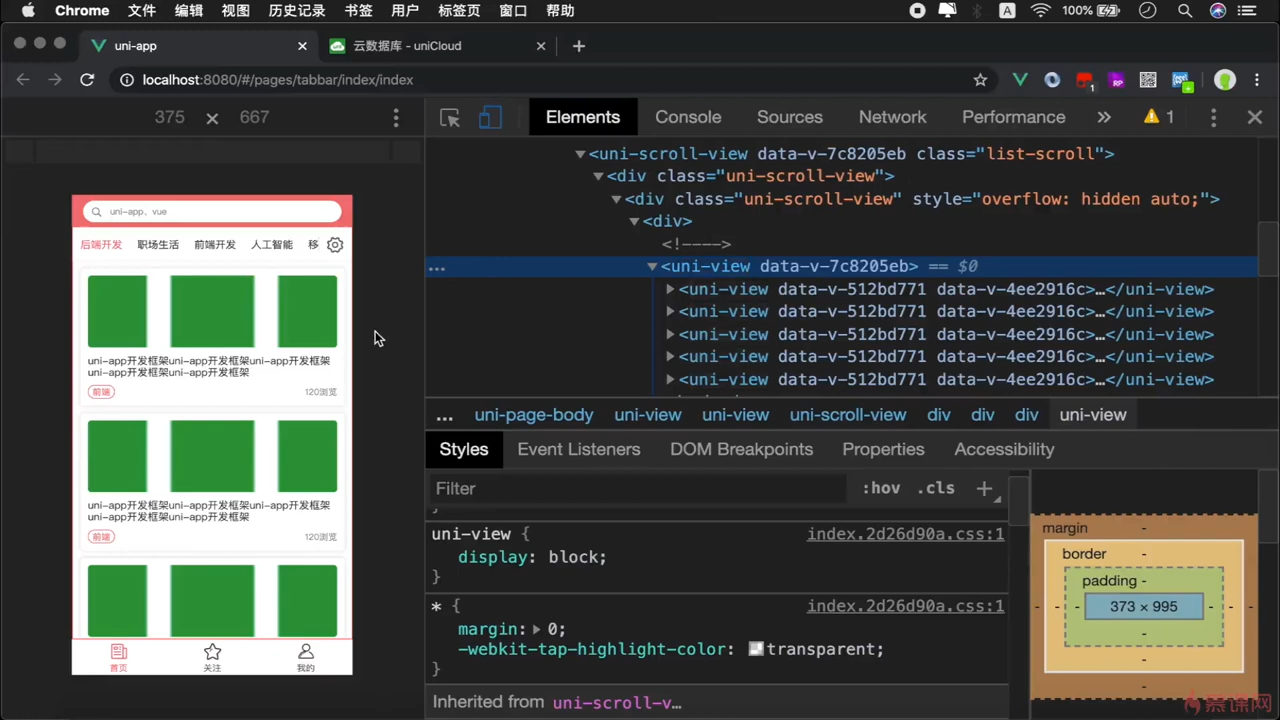 Chrome 文件 编辑 视图 历史记录 书签 用户 标签页 窗口 帮助 A 100%
uni-app 云数据库 - uniCloud
localhost:8080/#/pages/tabbar/index/index RP 1
375 × 667 Elements Console Sources Network Performance » 1
<uni-scroll-view data-v-7c8205eb class="list-scroll">
<div class="uni-scroll-view">
<div class="uni-scroll-view" style="overflow: hidden auto;">
<div>
<!---->
… <uni-view data-v-7c8205eb> == $0
<uni-view data-v-512bd771 data-v-4ee2916c>…</uni-view>
<uni-view data-v-512bd771 data-v-4ee2916c>…</uni-view>
<uni-view data-v-512bd771 data-v-4ee2916c>…</uni-view>
<uni-view data-v-512bd771 data-v-4ee2916c>…</uni-view>
<uni-view data-v-512bd771 data-v-4ee2916c>…</uni-view>
… uni-page-body uni-view uni-view uni-scroll-view div div div uni-view
Styles Event Listeners DOM Breakpoints Properties Accessibility
Filter :hov .cls +
}
uni-view { index.2d26d90a.css:1
display: block;
}
* { index.2d26d90a.css:1
margin: 0;
-webkit-tap-highlight-color: transparent;
}
Inherited from uni-scroll-v…
margin -
border -
padding -
- - - 373 × 995 - - -
-
-
-
uni-app、vue
后端开发 职场生活 前端开发 人工智能 移
uni-app开发框架uni-app开发框架uni-app开发框架
uni-app开发框架uni-app开发框架
前端 120浏览
uni-app开发框架uni-app开发框架uni-app开发框架
uni-app开发框架uni-app开发框架
前端 120浏览
首页 关注 我的
慕课网